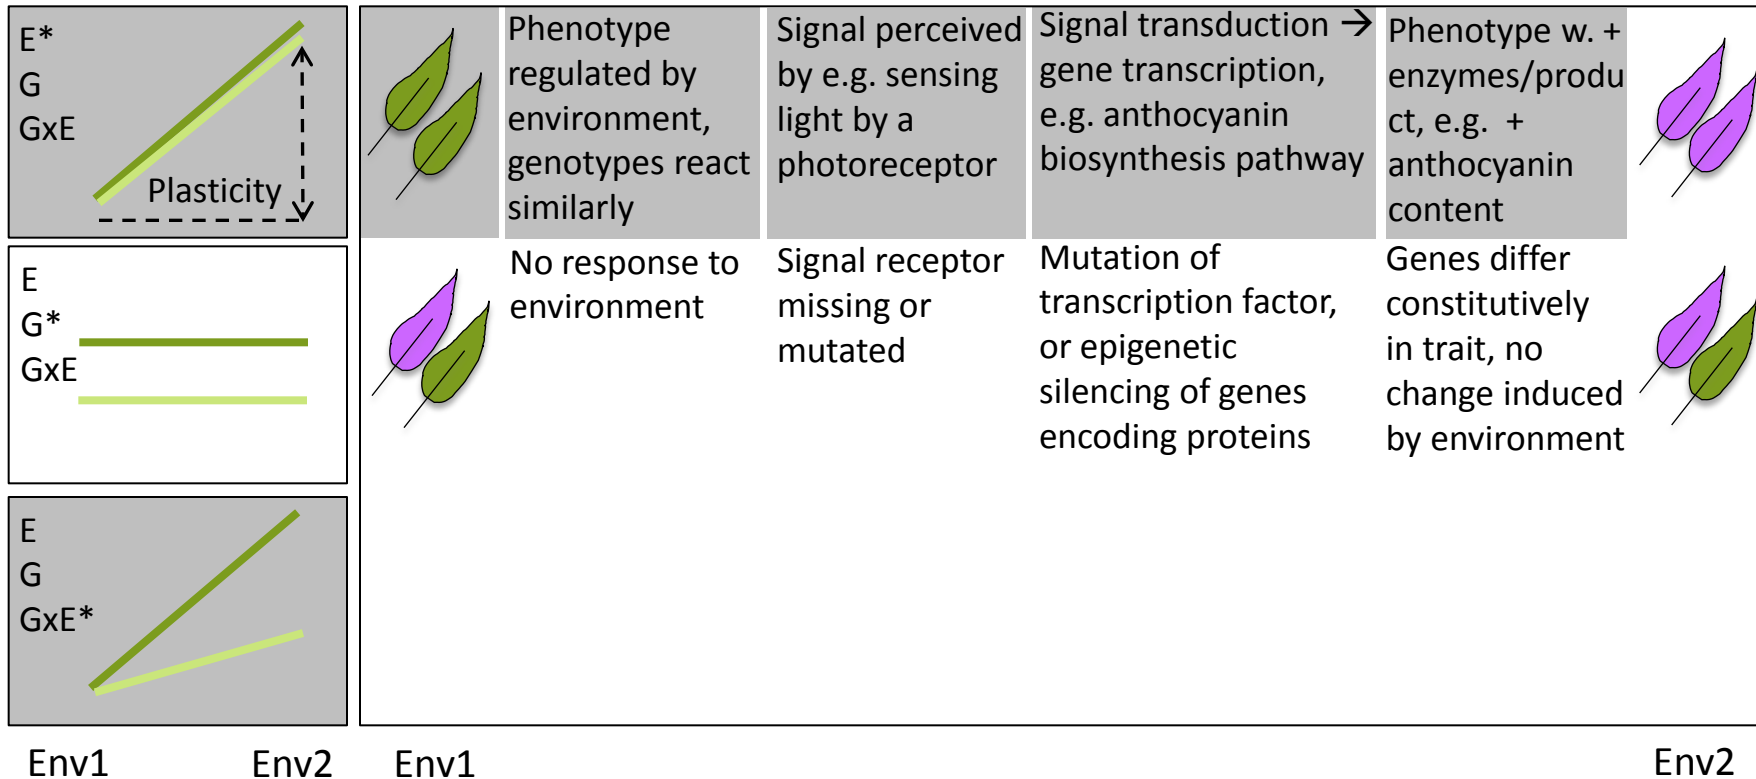 E*
G
GxE
Plasticity
Phenotype
regulated by
environment,
genotypes react
similarly
Signal perceived
by e.g. sensing
light by a
photoreceptor
Signal transduction →
gene transcription,
e.g. anthocyanin
biosynthesis pathway
Phenotype w. +
enzymes/produ
ct, e.g. +
anthocyanin
content
E
G*
GxE
No response to
environment
Signal receptor
missing or
mutated
Mutation of
transcription factor,
or epigenetic
silencing of genes
encoding proteins
Genes differ
constitutively
in trait, no
change induced
by environment
E
G
GxE*
Env1
Env2
Env1
Env2